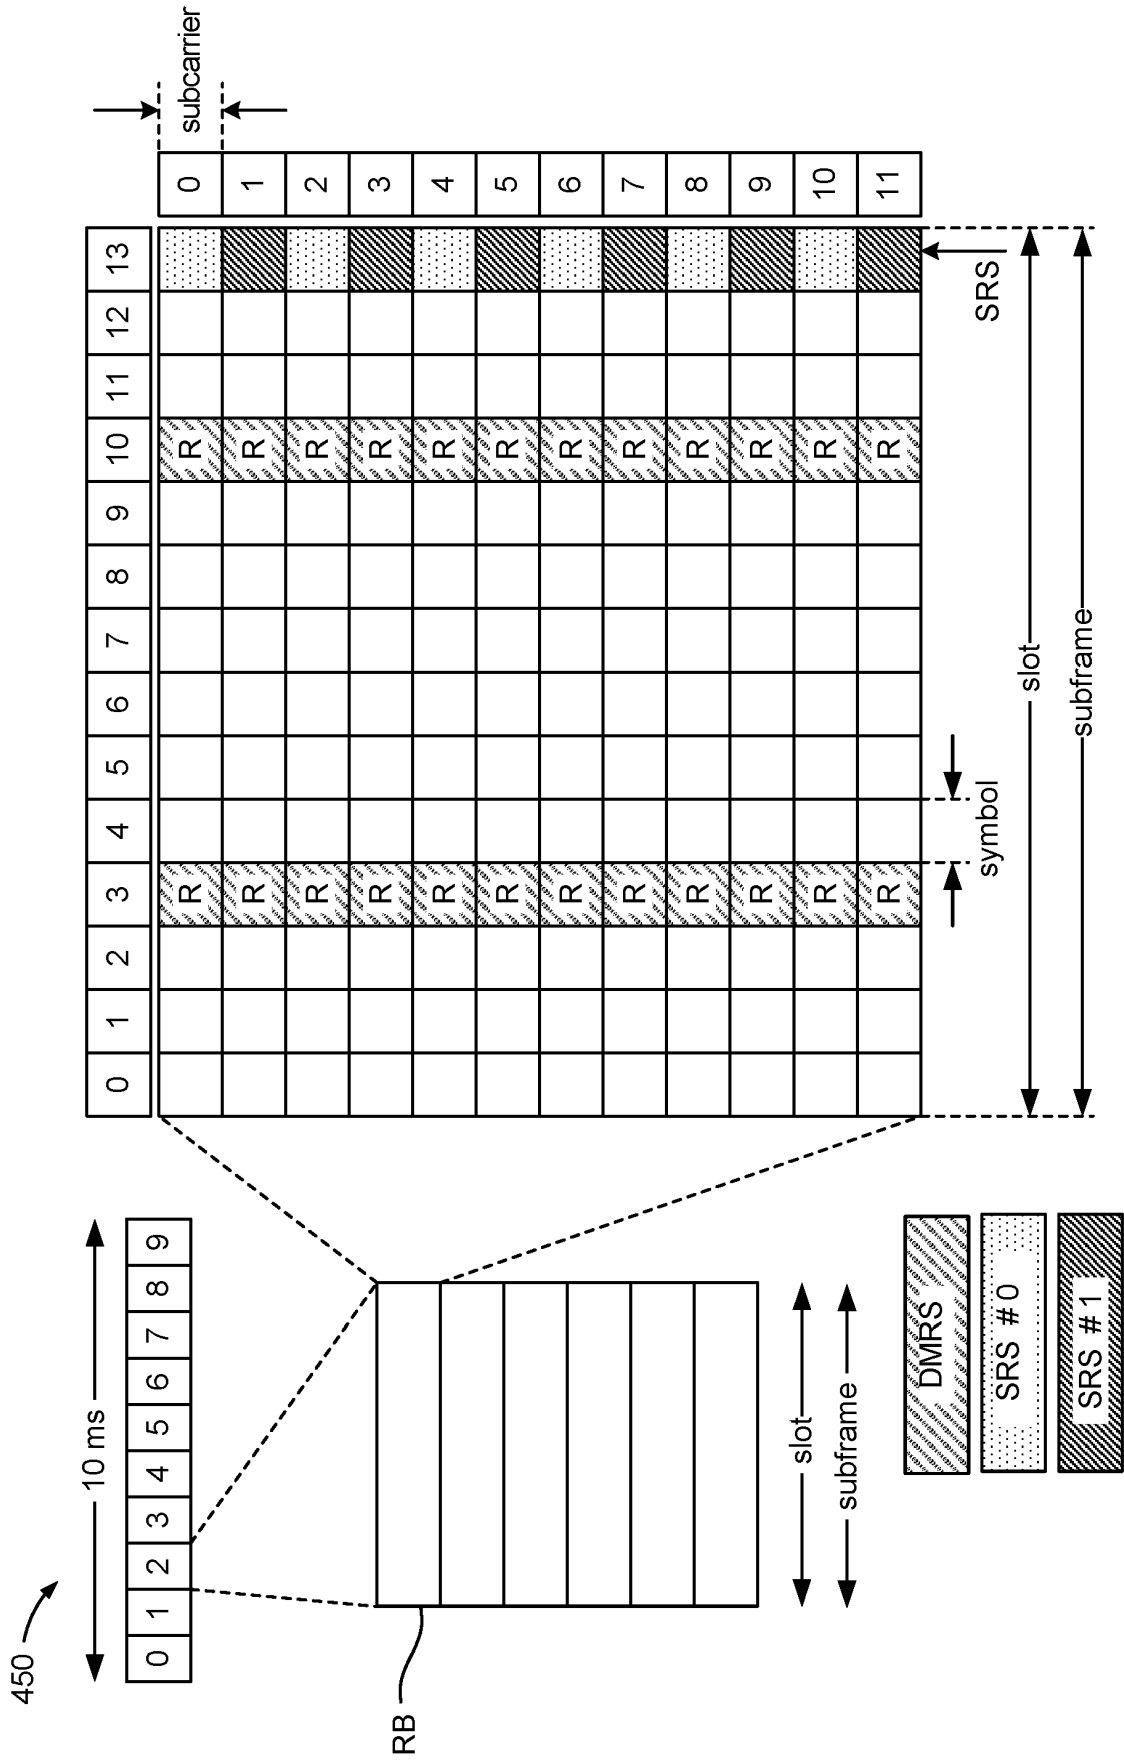 450
10 ms
0 1 2 3 4 5 6 7 8 9
RB
slot
subframe
DMRS
SRS # 0
SRS # 1
0 1 2 3 4 5 6 7 8 9 10 11 12 13
subcarrier
R R 0
R R 1
R R 2
R R 3
R R 4
R R 5
R R 6
R R 7
R R 8
R R 9
R R 10
R R 11
symbol
SRS
slot
subframe